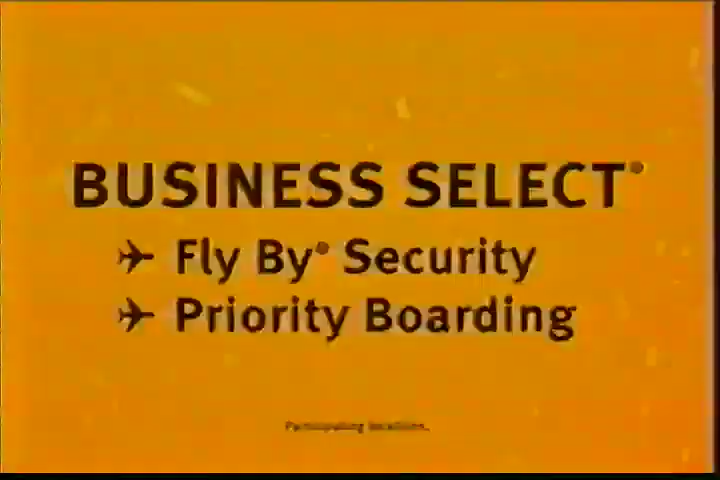 BUSINESS SELECT®
Fly By® Security
Priority Boarding
Participating locations.